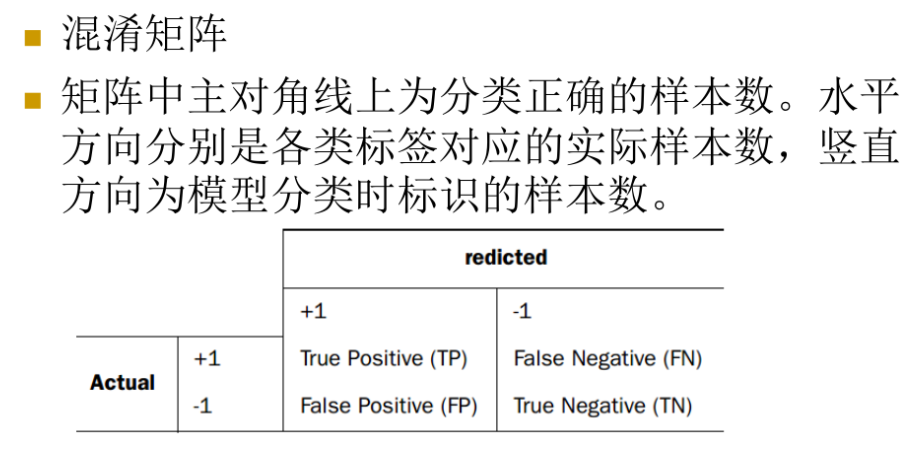 混淆矩阵
矩阵中主对角线上为分类正确的样本数。水平
方向分别是各类标签对应的实际样本数，竖直
方向为模型分类时标识的样本数。
redicted
+1 -1
Actual +1 True Positive (TP) False Negative (FN)
-1 False Positive (FP) True Negative (TN)